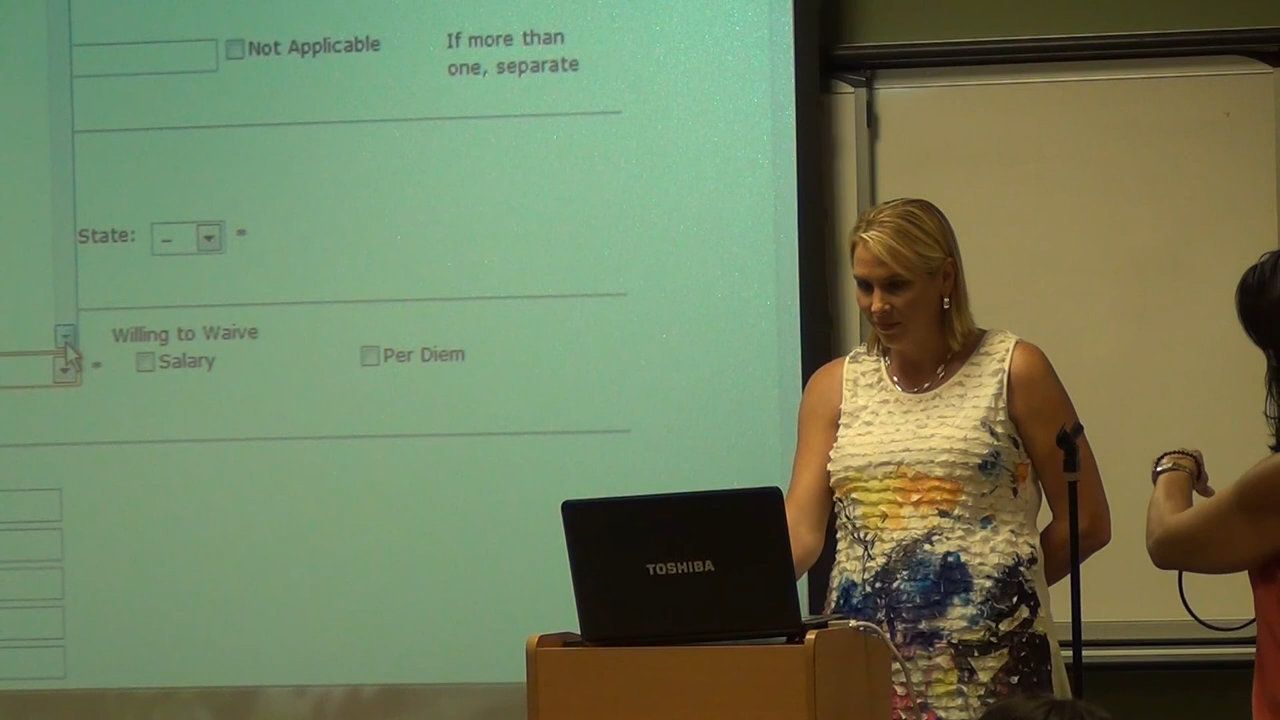 Not Applicable
If more than
one, separate
State:
Willing to Waive
Salary
Per Diem
TOSHIBA